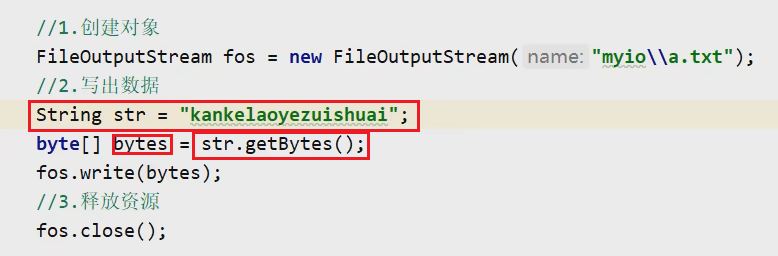 //1.创建对象
FileOutputStream fos = new FileOutputStream( name: "myio\\a.txt");
//2.写出数据
String str = "kankelaoyezuishuai";
byte[] bytes = str.getBytes();
fos.write(bytes);
//3.释放资源
fos.close();